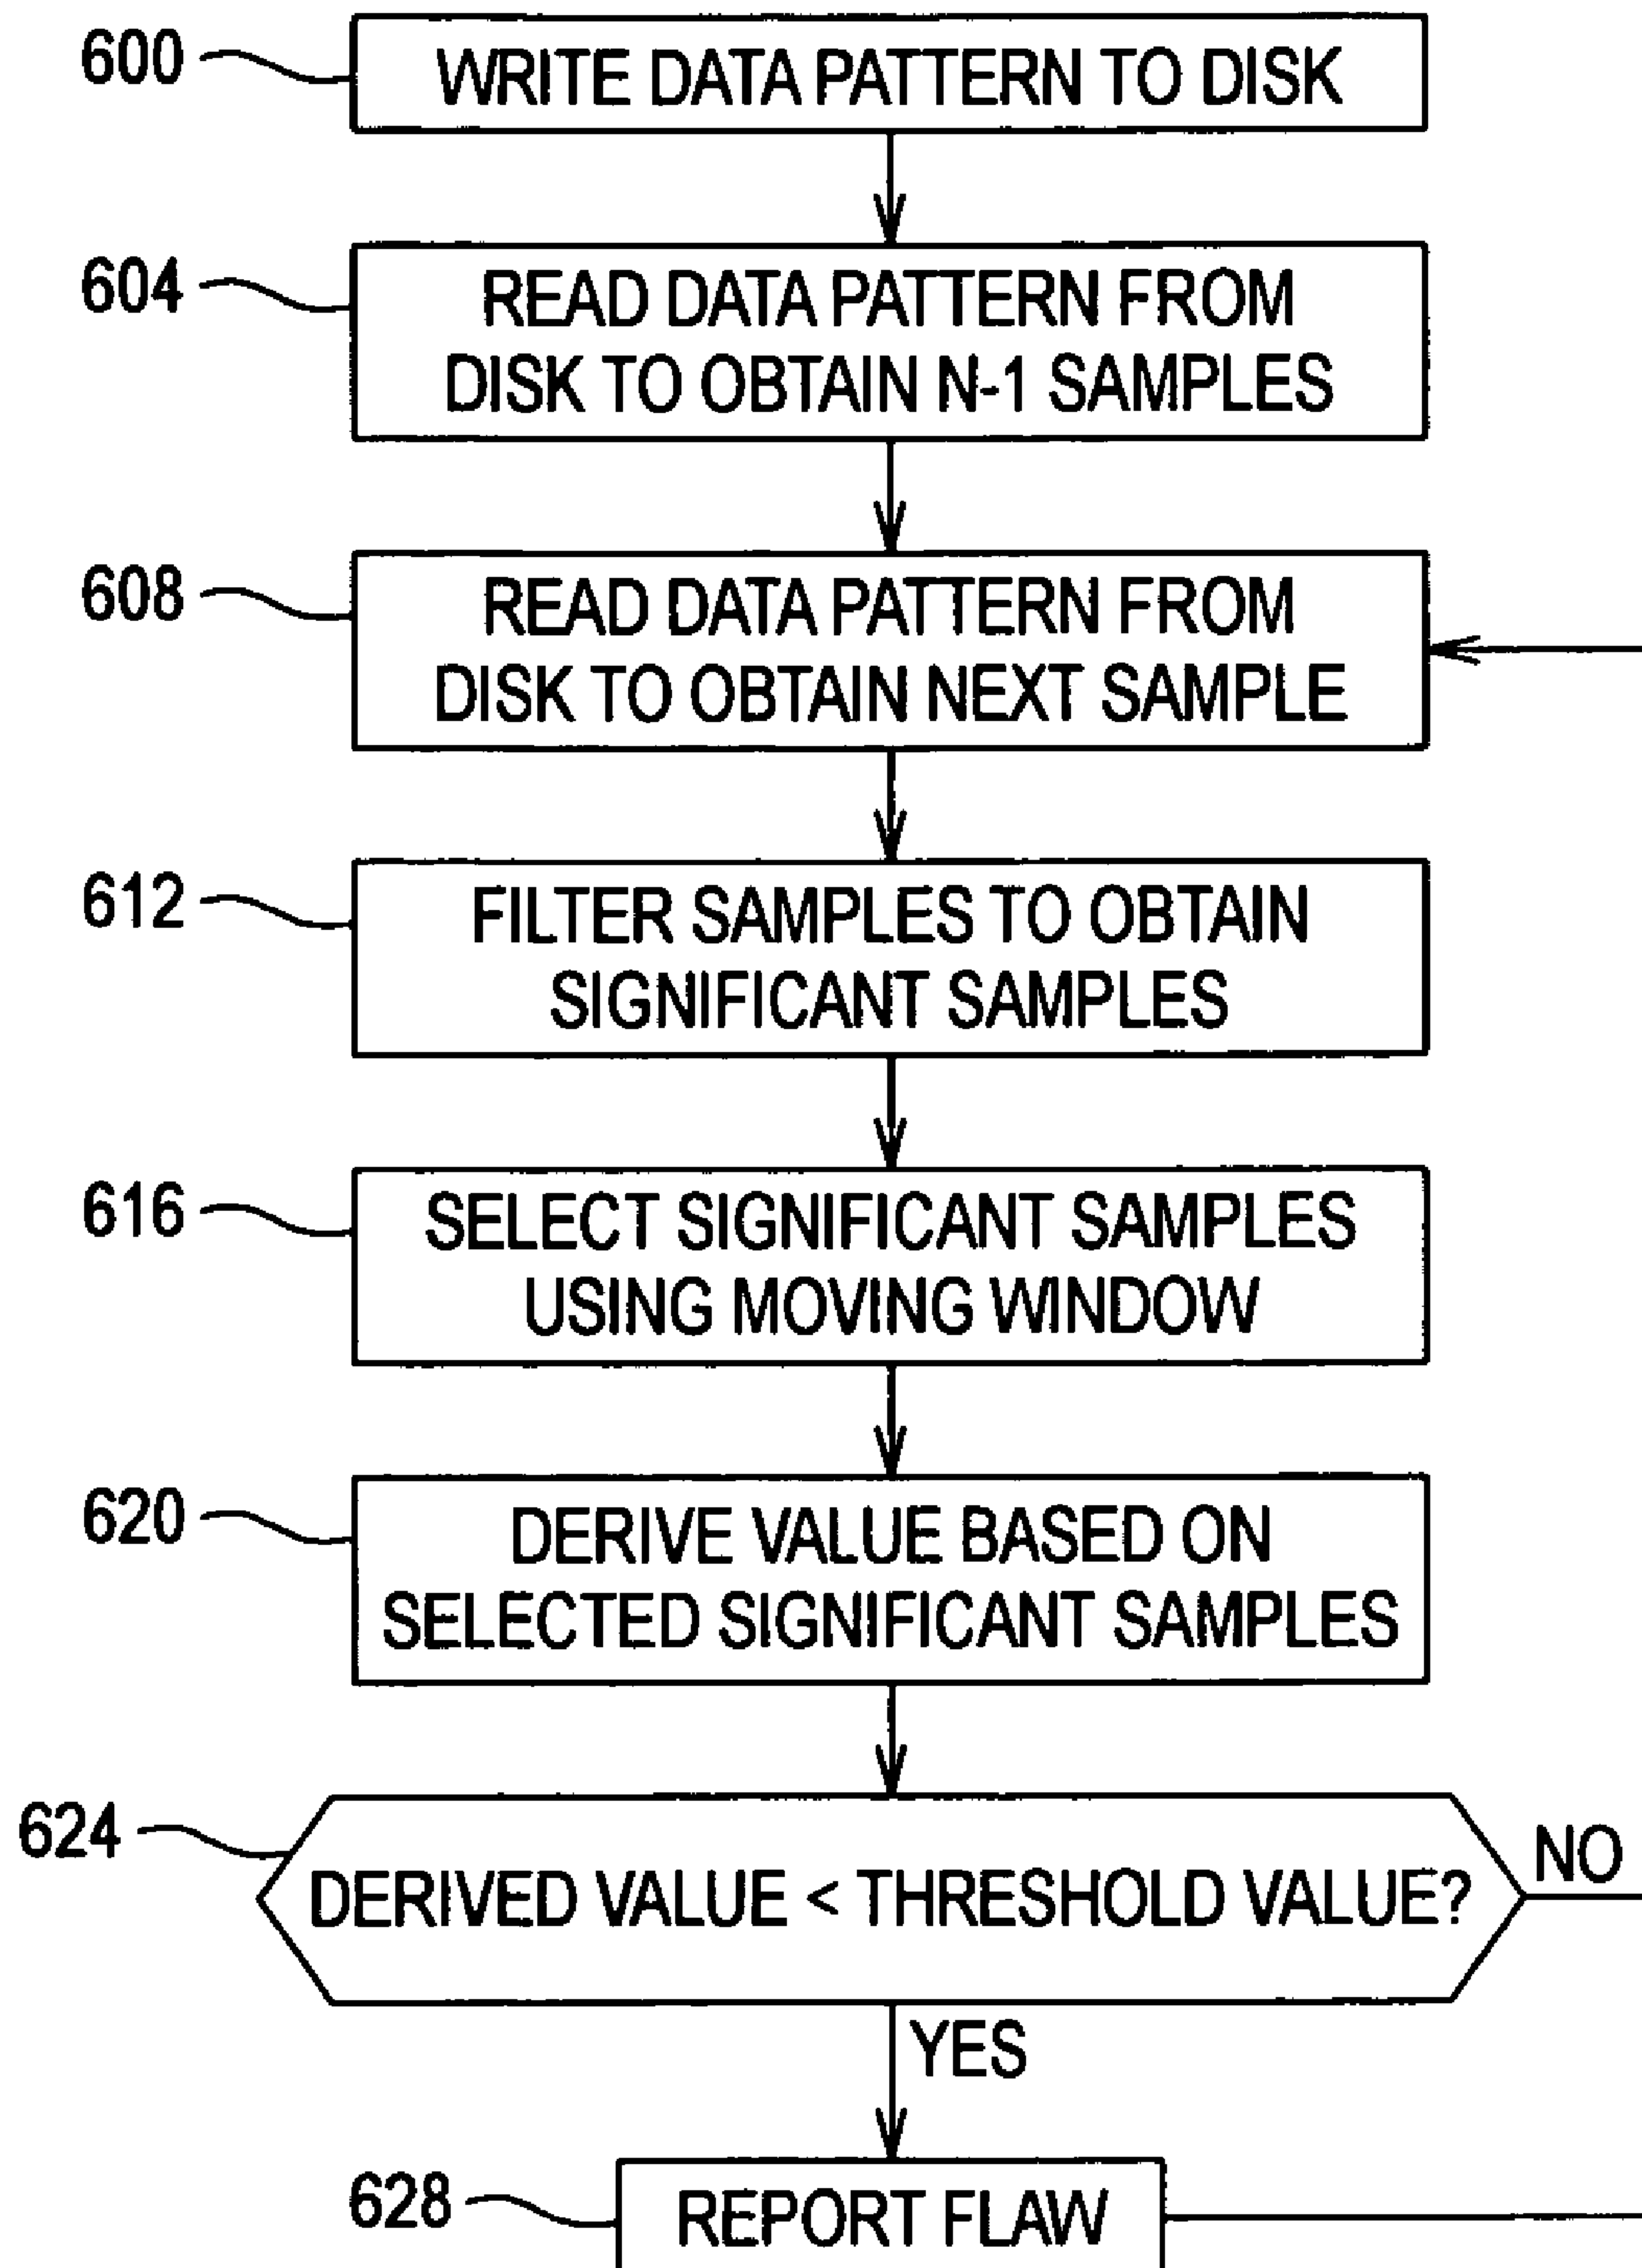 600
WRITE DATA PATTERN TO DISK
604
READ DATA PATTERN FROM
DISK TO OBTAIN N-1 SAMPLES
608
READ DATA PATTERN FROM
DISK TO OBTAIN NEXT SAMPLE
612
FILTER SAMPLES TO OBTAIN
SIGNIFICANT SAMPLES
616
SELECT SIGNIFICANT SAMPLES
USING MOVING WINDOW
620
DERIVE VALUE BASED ON
SELECTED SIGNIFICANT SAMPLES
624
DERIVED VALUE < THRESHOLD VALUE?
NO
YES
628
REPORT FLAW